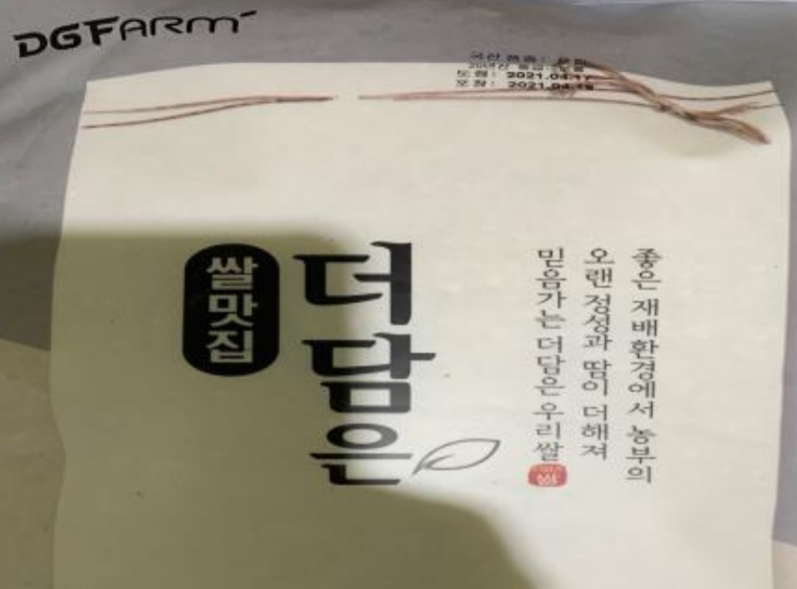 DGFARM
도정: 2021.04.17
포장: 2021.04.18
좋은 재배환경에서 농부의
오랜 정성과 땀이 더해져
믿음가는 더담은 우리쌀
더담은
쌀맛집